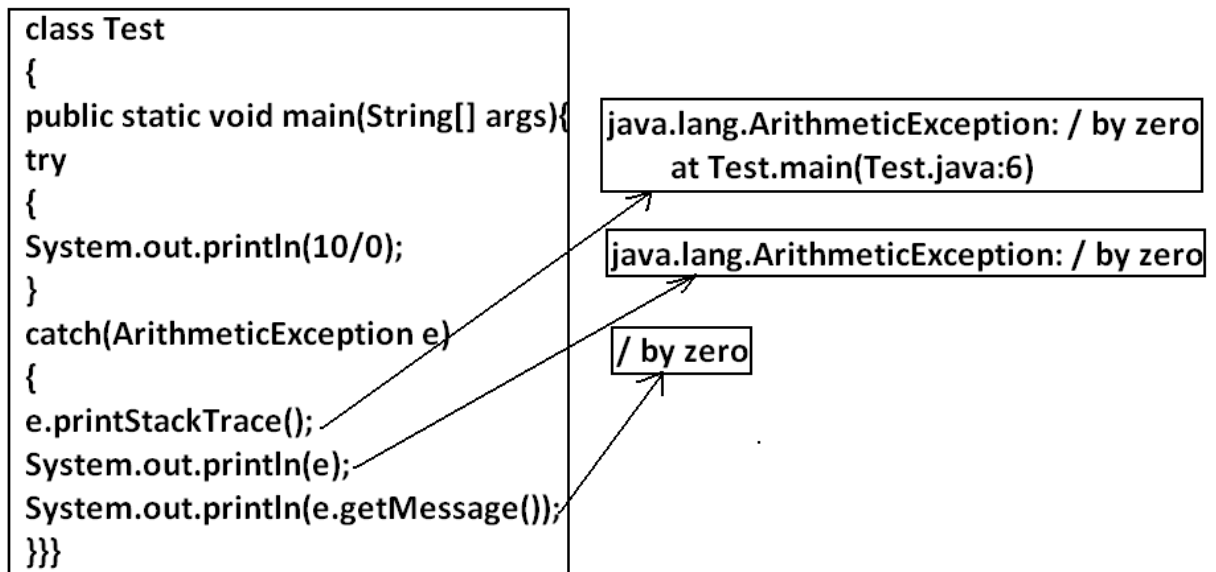 class Test
{
public static void main(String[] args){
try
{
System.out.println(10/0);
}
catch(ArithmeticException e)
{
e.printStackTrace();
System.out.println(e);
System.out.println(e.getMessage());
}}}
java.lang.ArithmeticException: / by zero
at Test.main(Test.java:6)
java.lang.ArithmeticException: / by zero
/ by zero